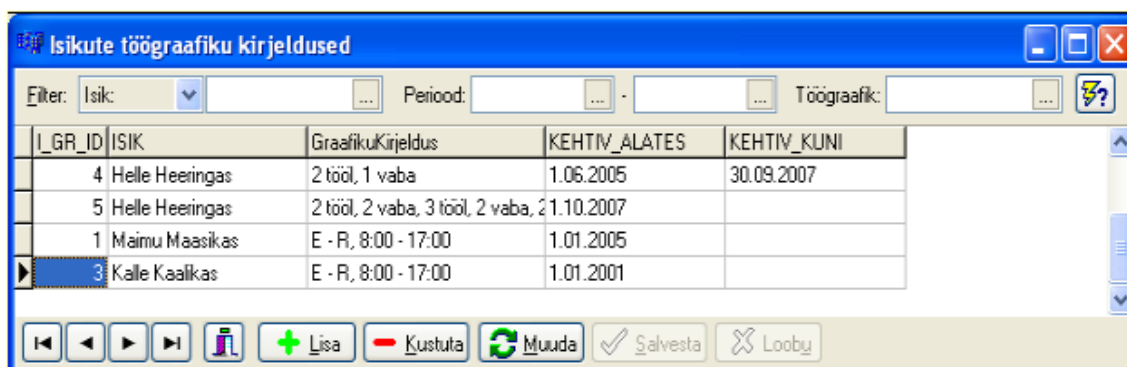 Isikute töögraafiku kirjeldused
Filter: Isik: ... Periood: ... - ... Töögraafik: ...
I_GR_ID ISIK GraafikuKirjeldus KEHTIV_ALATES KEHTIV_KUNI
4 Helle Heeringas 2 tööl, 1 vaba 1.06.2005 30.09.2007
5 Helle Heeringas 2 tööl, 2 vaba, 3 tööl, 2 vaba, 2 1.10.2007
1 Maimu Maasikas E - R, 8:00 - 17:00 1.01.2005
3 Kalle Kaalikas E - R, 8:00 - 17:00 1.01.2001
Lisa Kustuta Muuda Salvesta Loobu